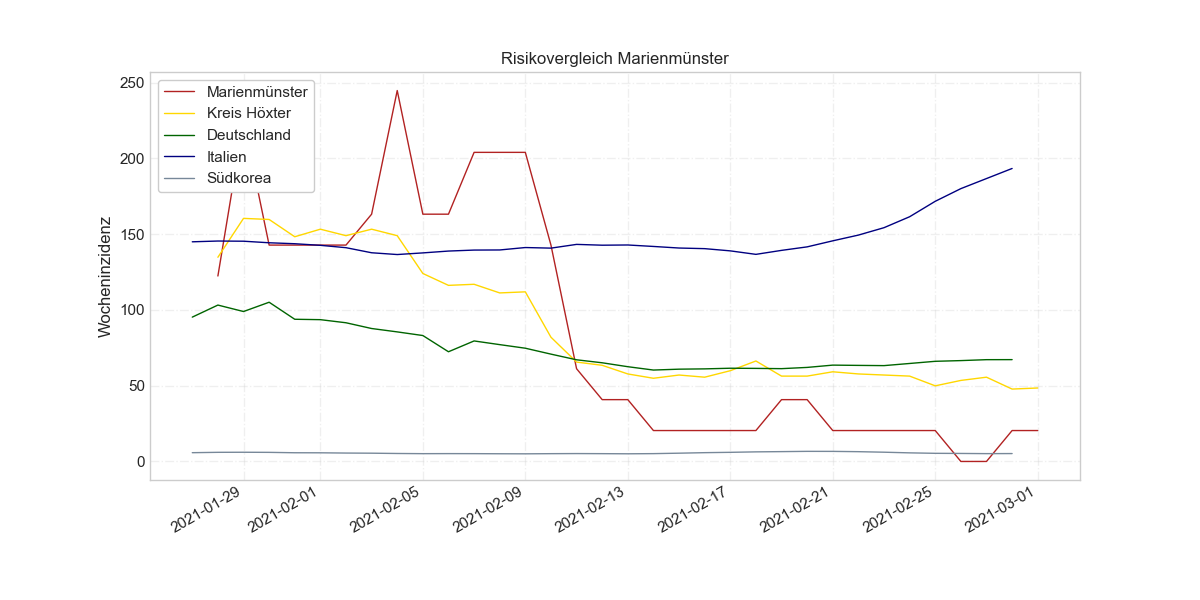 Risikovergleich Marienmünster
Wocheninzidenz
250
200
150
100
50
0
Marienmünster
Kreis Höxter
Deutschland
Italien
Südkorea
2021-01-29
2021-02-01
2021-02-05
2021-02-09
2021-02-13
2021-02-17
2021-02-21
2021-02-25
2021-03-01